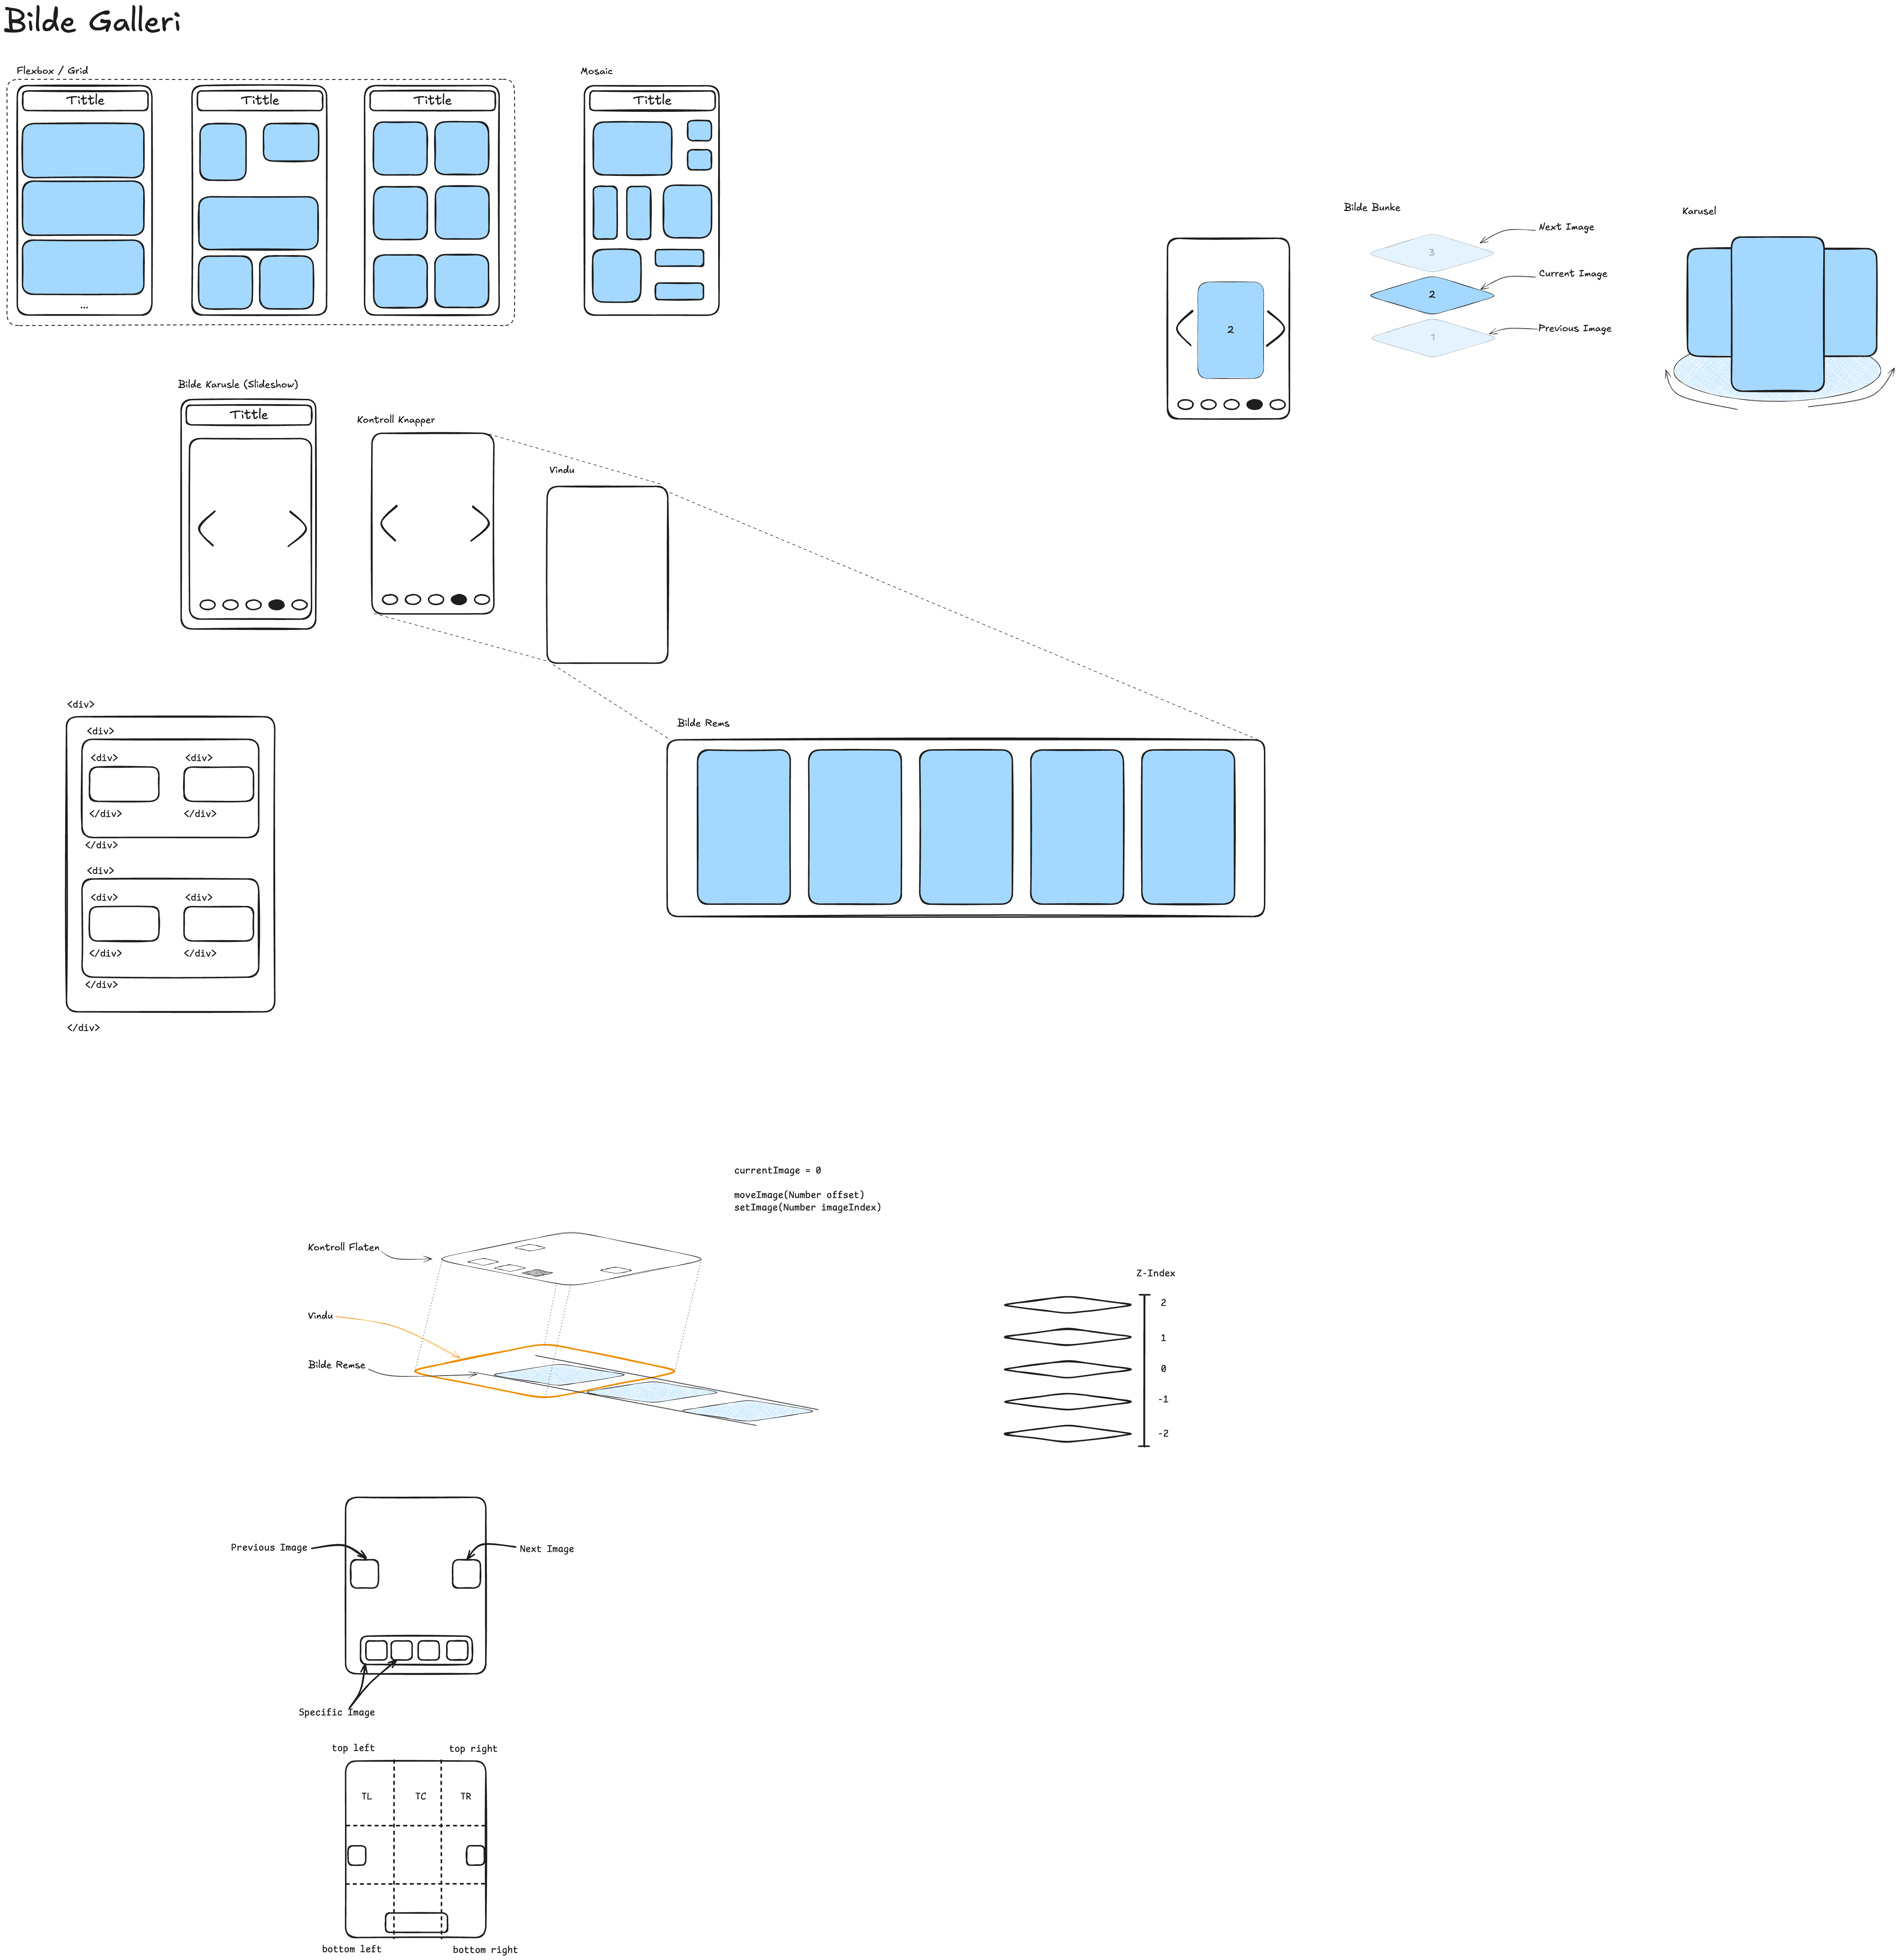 Bilde Galleri
Flexbox / Grid
Mosaic
Tittle
Tittle
Tittle
Tittle
...
Bilde Bunke
Karusel
Next Image
3
Current Image
2
Previous Image
1
2
Bilde Karusle (Slideshow)
Tittle
Kontroll Knapper
Vindu
Bilde Rems
<div>
<div>
<div>
<div>
</div>
</div>
</div>
<div>
<div>
<div>
</div>
</div>
</div>
</div>
currentImage = 0
moveImage(Number offset)
setImage(Number imageIndex)
Kontroll Flaten
Vindu
Bilde Remse
Z-Index
2
1
0
-1
-2
Previous Image
Next Image
Specific Image
top left
top right
TL
TC
TR
bottom left
bottom right